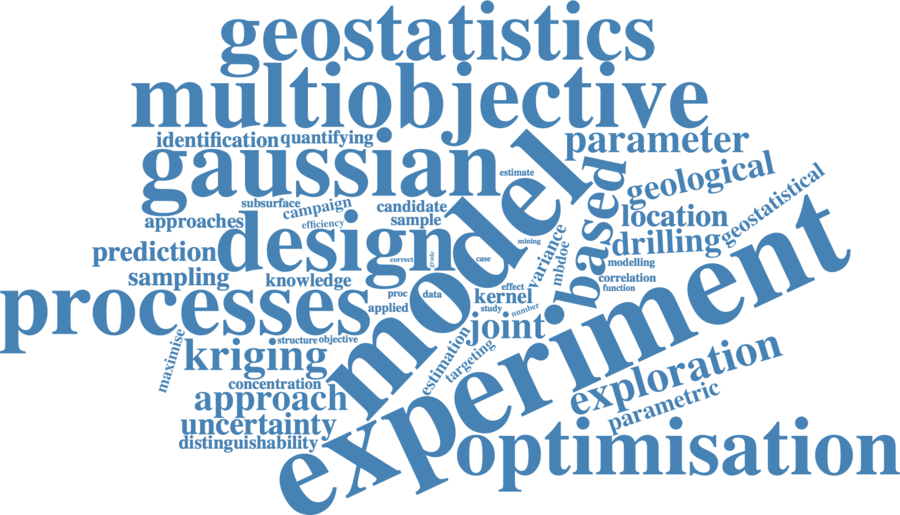 geostatistics
multiobjective
identification
quantifying
parameter
gaussian
model
estimate
based
geological
subsurface
campaign
candidate
approaches
efficiency
sample
location
geostatistical
design
prediction
drilling
mining
variance
mbdoe
correct
case
modelling
sampling
knowledge
correlation
effect
function
processes
proc
data
kernel
applied
study
number
joint
experiment
maximise
structure
objective
kriging
estimation
targeting
exploration
concentration
approach
parametric
uncertainty
distinguishability
optimisation